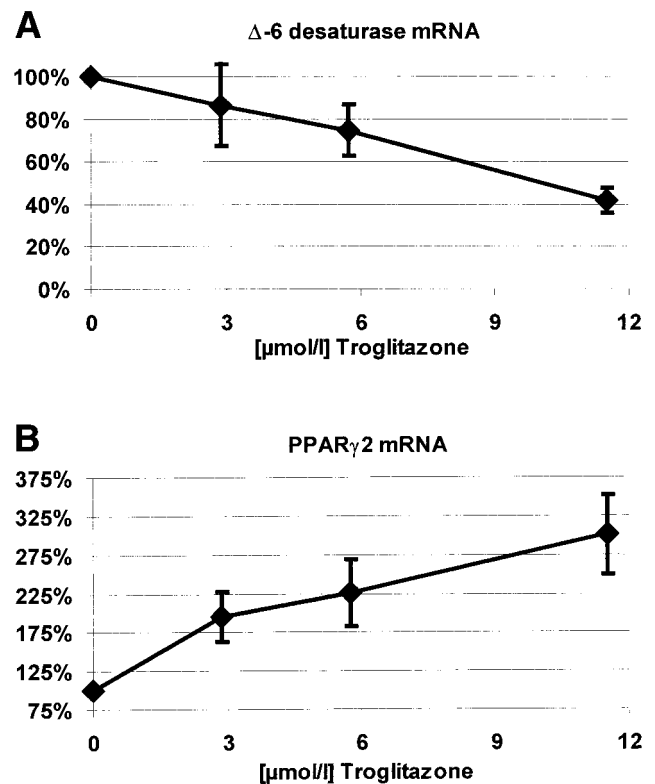 A
Δ-6 desaturase mRNA
100%
80%
60%
40%
20%
0%
0 3 6 9 12
[µmol/l] Troglitazone
B
PPARγ2 mRNA
375%
325%
275%
225%
175%
125%
75%
0 3 6 9 12
[µmol/l] Troglitazone